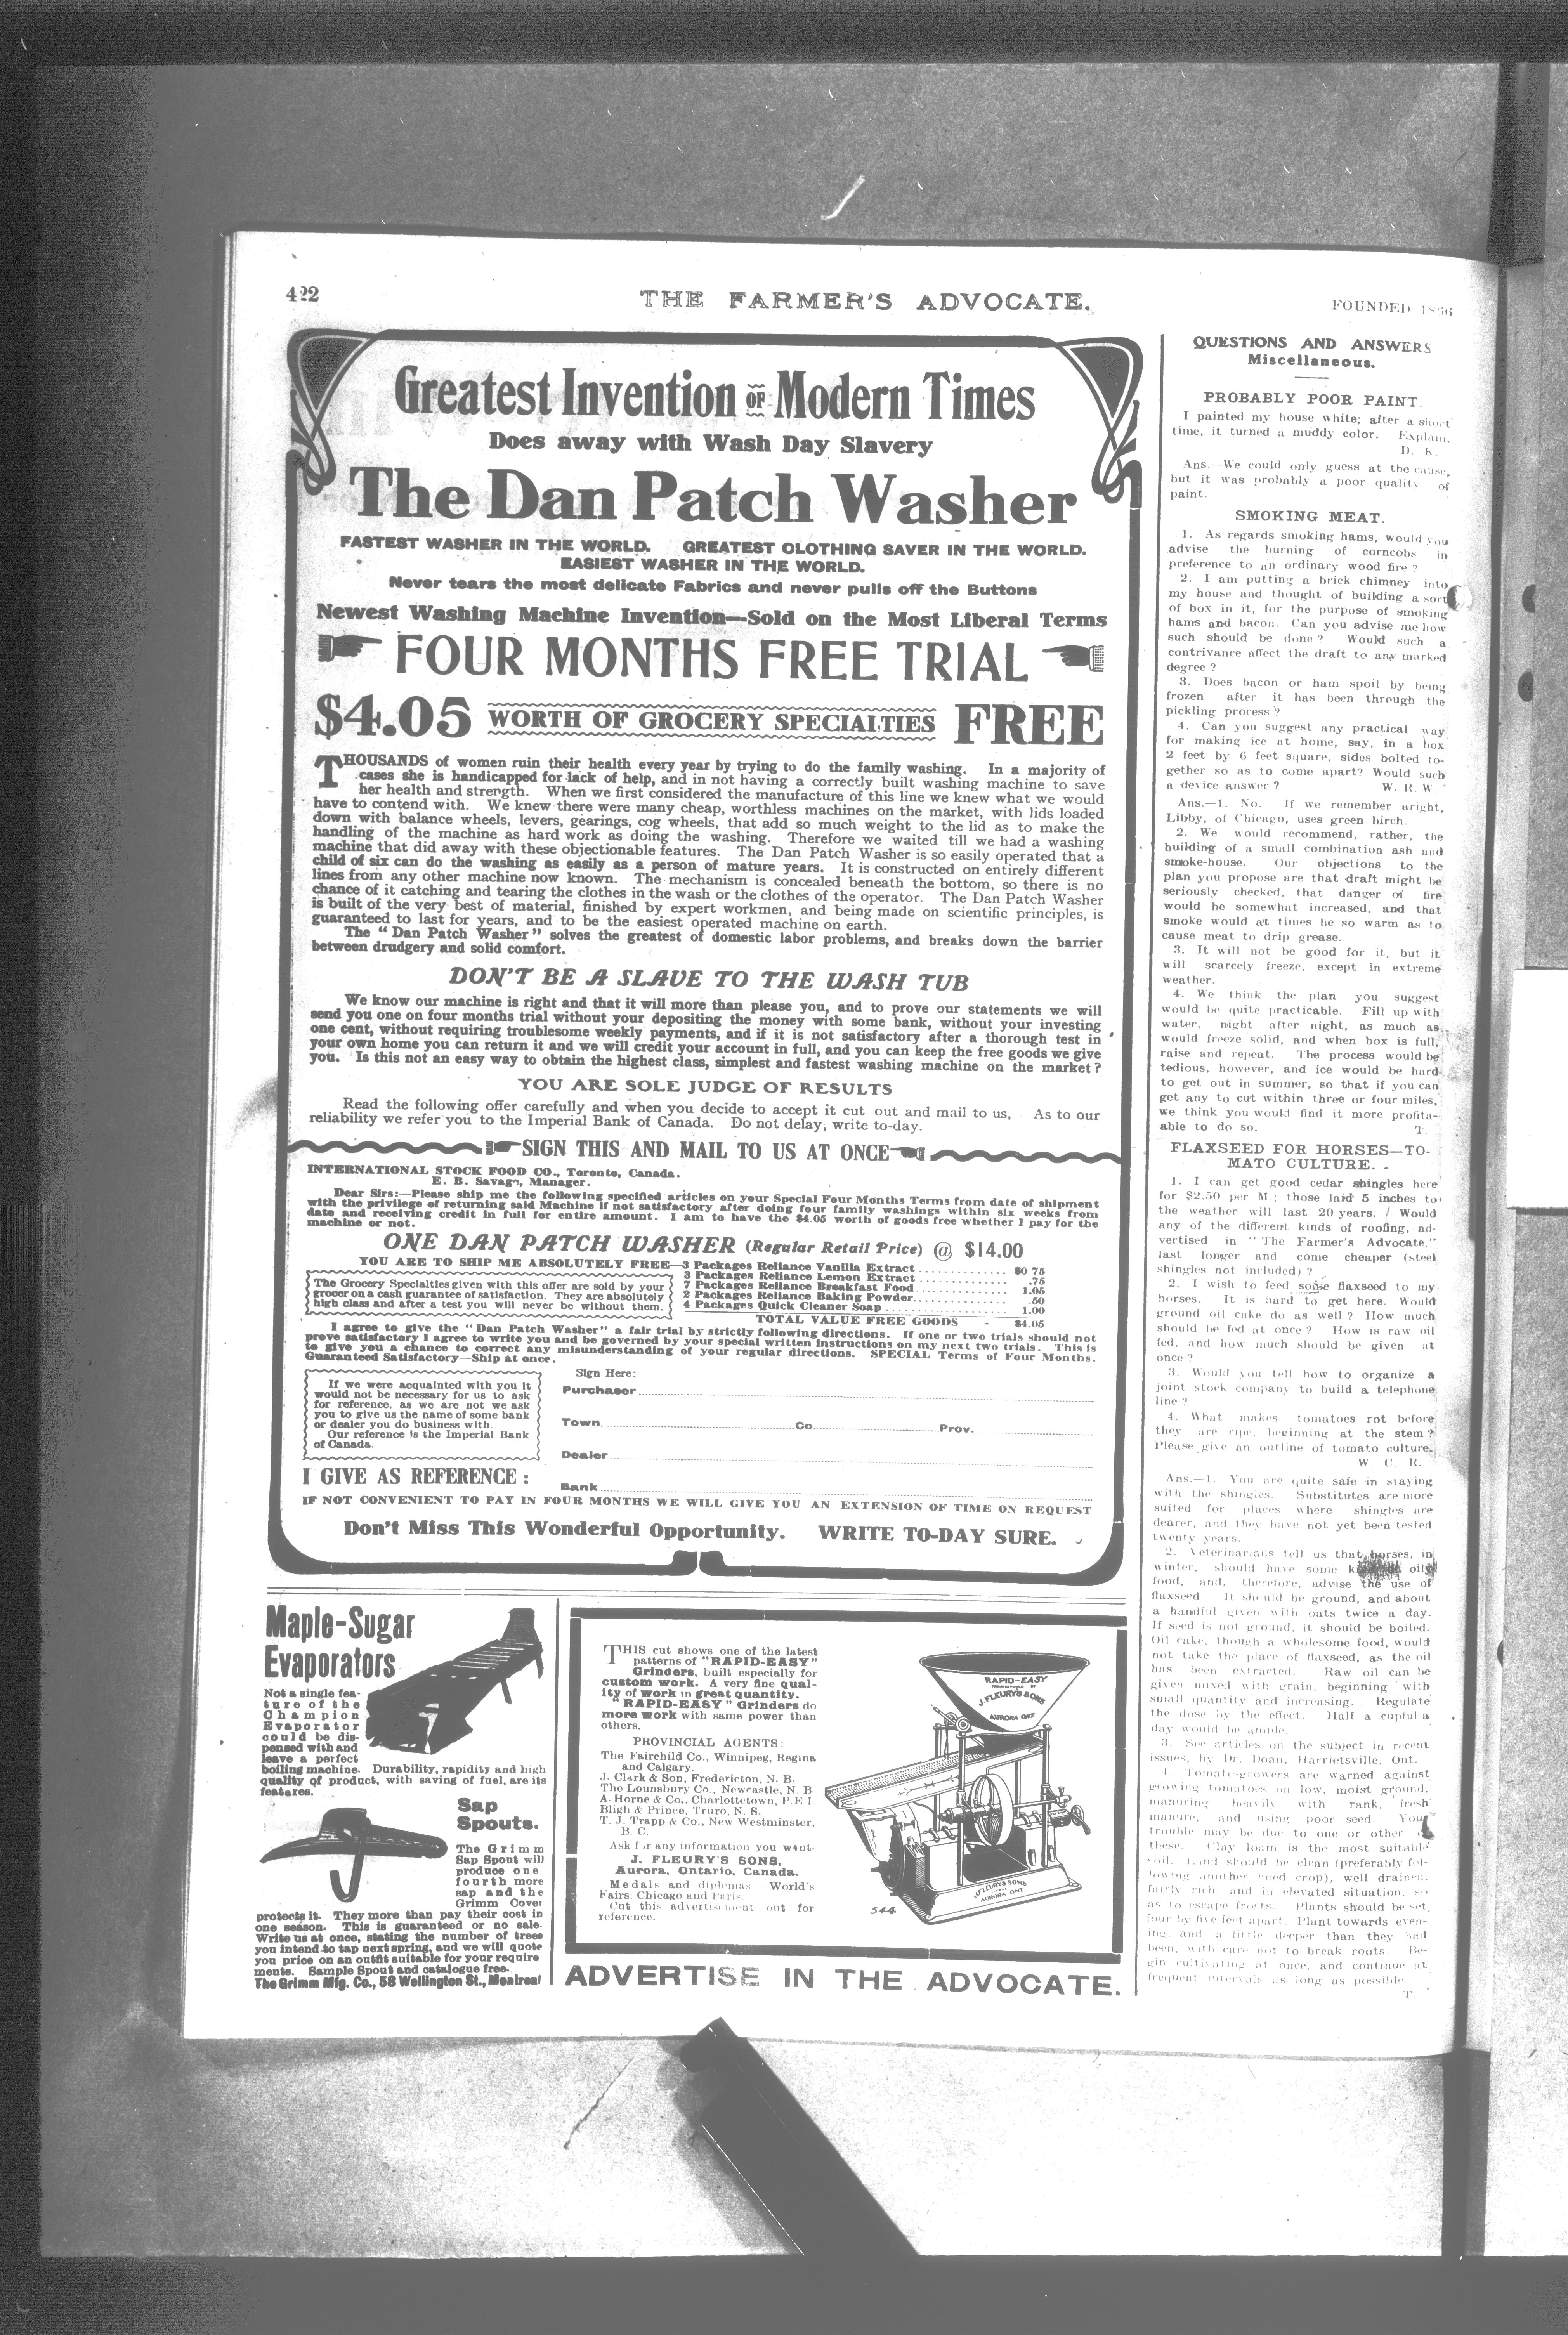 422
THE FARMER'S ADVOCATE.
FOUNDED 1866
Greatest Invention OF Modern Times
Does away with Wash Day Slavery
The Dan Patch Washer
FASTEST WASHER IN THE WORLD. GREATEST CLOTHING SAVER IN THE WORLD.
EASIEST WASHER IN THE WORLD.
Never tears the most delicate Fabrics and never pulls off the Buttons
Newest Washing Machine Invention—Sold on the Most Liberal Terms
FOUR MONTHS FREE TRIAL
$4.05 WORTH OF GROCERY SPECIALTIES FREE
THOUSANDS of women ruin their health every year by trying to do the family washing. In a majority of
cases she is handicapped for lack of help, and in not having a correctly built washing machine to save
her health and strength. When we first considered the manufacture of this line we knew what we would
have to contend with. We knew there were many cheap, worthless machines on the market, with lids loaded
down with balance wheels, levers, gearings, cog wheels, that add so much weight to the lid as to make the
handling of the machine as hard work as doing the washing. Therefore we waited till we had a washing
machine that did away with these objectionable features. The Dan Patch Washer is so easily operated that a
child of six can do the washing as easily as a person of mature years. It is constructed on entirely different
lines from any other machine now known. The mechanism is concealed beneath the bottom, so there is no
chance of it catching and tearing the clothes in the wash or the clothes of the operator. The Dan Patch Washer
is built of the very best of material, finished by expert workmen, and being made on scientific principles, is
guaranteed to last for years, and to be the easiest operated machine on earth.
The "Dan Patch Washer" solves the greatest of domestic labor problems, and breaks down the barrier
between drudgery and solid comfort.
DON'T BE A SLAVE TO THE WASH TUB
We know our machine is right and that it will more than please you, and to prove our statements we will
send you one on four months trial without your depositing the money with some bank, without your investing
one cent, without requiring troublesome weekly payments, and if it is not satisfactory after a thorough test in
your own home you can return it and we will credit your account in full, and you can keep the free goods we give
you. Is this not an easy way to obtain the highest class, simplest and fastest washing machine on the market?
YOU ARE SOLE JUDGE OF RESULTS
Read the following offer carefully and when you decide to accept it cut out and mail to us, As to our
reliability we refer you to the Imperial Bank of Canada. Do not delay, write to-day.
SIGN THIS AND MAIL TO US AT ONCE
INTERNATIONAL STOCK FOOD CO., Toronto, Canada.
E. B. Savage, Manager.
Dear Sirs:—Please ship me the following specified articles on your Special Four Months Terms from date of shipment
with the privilege of returning said Machine if not satisfactory after doing four family washings within six weeks from
date and receiving credit in full for entire amount. I am to have the $4.05 worth of goods free whether I pay for the
machine or not.
ONE DAN PATCH WASHER (Regular Retail Price) @ $14.00
YOU ARE TO SHIP ME ABSOLUTELY FREE—3 Packages Reliance Vanilla Extract ............ $0 75
3 Packages Reliance Lemon Extract ............ .75
7 Packages Reliance Breakfast Food ............ 1.05
2 Packages Reliance Baking Powder............ .50
4 Packages Quick Cleaner Soap ............ 1.00
TOTAL VALUE FREE GOODS - $4.05
The Grocery Specialties given with this offer are sold by your
grocer on a cash guarantee of satisfaction. They are absolutely
high class and after a test you will never be without them.
I agree to give the "Dan Patch Washer" a fair trial by strictly following directions. If one or two trials should not
prove satisfactory I agree to write you and be governed by your special written instructions on my next two trials. This is
to give you a chance to correct any misunderstanding of your regular directions. SPECIAL Terms of Four Months.
Guaranteed Satisfactory—Ship at once.
If we were acquainted with you it
would not be necessary for us to ask
for reference, as we are not we ask
you to give us the name of some bank
or dealer you do business with.
Our reference is the Imperial Bank
of Canada.
I GIVE AS REFERENCE:
Sign Here:
Purchaser
Town Co. Prov.
Dealer
Bank
IF NOT CONVENIENT TO PAY IN FOUR MONTHS WE WILL GIVE YOU AN EXTENSION OF TIME ON REQUEST
Don't Miss This Wonderful Opportunity. WRITE TO-DAY SURE.
Maple-Sugar
Evaporators
Not a single fea-
ture of the
Champion
Evaporator
could be dis-
pensed with and
leave a perfect
boiling machine. Durability, rapidity and high
quality of product, with saving of fuel, are its
features.
Sap
Spouts.
The Grimm
Sap Spout will
produce one
fourth more
sap and the
Grimm Cover
protects it. They more than pay their cost in
one season. This is guaranteed or no sale.
Write us at once, stating the number of trees
you intend to tap next spring, and we will quote
you price on an outfit suitable for your require
ments. Sample Spout and catalogue free.
The Grimm Mfg. Co., 58 Wellington St., Montreal
THIS cut shows one of the latest
patterns of "RAPID-EASY"
Grinders, built especially for
custom work. A very fine qual-
ity of work in great quantity.
"RAPID-EASY" Grinders do
more work with same power than
others.
PROVINCIAL AGENTS:
The Fairchild Co., Winnipeg, Regina
and Calgary.
J. Clark & Son, Fredericton, N. B.
The Lounsbury Co., Newcastle, N B
A. Horne & Co., Charlottetown, P.E I.
Bligh & Prince, Truro, N. S.
T. J. Trapp & Co., New Westminster,
B. C.
Ask for any information you want.
J. FLEURY'S SONS,
Aurora, Ontario, Canada.
Medals and diplomas — World's
Fairs: Chicago and Paris.
Cut this advertisement out for
reference.
RAPID-EASY
J. FLEURY'S SONS
AURORA ONT
J. FLEURY'S SONS
AURORA ONT
544
ADVERTISE IN THE ADVOCATE.
QUESTIONS AND ANSWERS
Miscellaneous.
PROBABLY POOR PAINT.
I painted my house white; after a short
time, it turned a muddy color. Explain.
D. K.
Ans.—We could only guess at the cause,
but it was probably a poor quality of
paint.
SMOKING MEAT.
1. As regards smoking hams, would you
advise the burning of corncobs in
preference to an ordinary wood fire?
2. I am putting a brick chimney into
my house and thought of building a sort
of box in it, for the purpose of smoking
hams and bacon. Can you advise me how
such should be done? Would such a
contrivance affect the draft to any marked
degree?
3. Does bacon or ham spoil by being
frozen after it has been through the
pickling process?
4. Can you suggest any practical way
for making ice at home, say, in a box
2 feet by 6 feet square, sides bolted to-
gether so as to come apart? Would such
a device answer? W. R. W
Ans.—1. No. If we remember aright,
Libby, of Chicago, uses green birch.
2. We would recommend, rather, the
building of a small combination ash and
smoke-house. Our objections to the
plan you propose are that draft might be
seriously checked, that danger of fire
would be somewhat increased, and that
smoke would at times be so warm as to
cause meat to drip grease.
3. It will not be good for it, but it
will scarcely freeze, except in extreme
weather.
4. We think the plan you suggest
would be quite practicable. Fill up with
water, night after night, as much as
would freeze solid, and when box is full,
raise and repeat. The process would be
tedious, however, and ice would be hard
to get out in summer, so that if you can
get any to cut within three or four miles,
we think you would find it more profita-
able to do so. T.
FLAXSEED FOR HORSES—TO-
MATO CULTURE.
1. I can get good cedar shingles here
for $2.50 per M.; those laid 5 inches to
the weather will last 20 years. Would
any of the different kinds of roofing, ad-
vertised in "The Farmer's Advocate."
last longer and come cheaper (steel
shingles not included)?
2. I wish to feed some flaxseed to my
horses. It is hard to get here. Would
ground oil cake do as well? How much
should be fed at once? How is raw oil
fed, and how much should be given at
once?
3. Would you tell how to organize a
joint stock company to build a telephone
line?
4. What makes tomatoes rot before
they are ripe, beginning at the stem?
Please give an outline of tomato culture.
W. C. R.
Ans.—1. You are quite safe in staying
with the shingles. Substitutes are more
suited for places where shingles are
dearer, and they have not yet been tested
twenty years.
2. Veterinarians tell us that horses, in
winter, should have some kind of oily
food, and, therefore, advise the use of
flaxseed. It should be ground, and about
a handful given with oats twice a day.
If seed is not ground, it should be boiled.
Oil cake, though a wholesome food, would
not take the place of flaxseed, as the oil
has been extracted. Raw oil can be
given mixed with grain, beginning with
small quantity and increasing. Regulate
the dose by the effect. Half a cupful a
day would be ample.
3. See articles on the subject in recent
issues, by Dr. Doan, Harrietsville, Ont.
4. Tomato-growers are warned against
growing tomatoes on low, moist ground,
manuring heavily with rank, fresh
manure, and using poor seed. Your
trouble may be due to one or other of
these. Clay loam is the most suitable
soil. Land should be clean (preferably fol-
lowing another hoed crop), well drained,
fairly rich, and in elevated situation, so
as to escape frosts. Plants should be set,
four by five feet apart. Plant towards even-
ing, and a little deeper than they had
been, with care not to break roots. Be-
gin cultivating at once, and continue at
frequent intervals as long as possible.
T